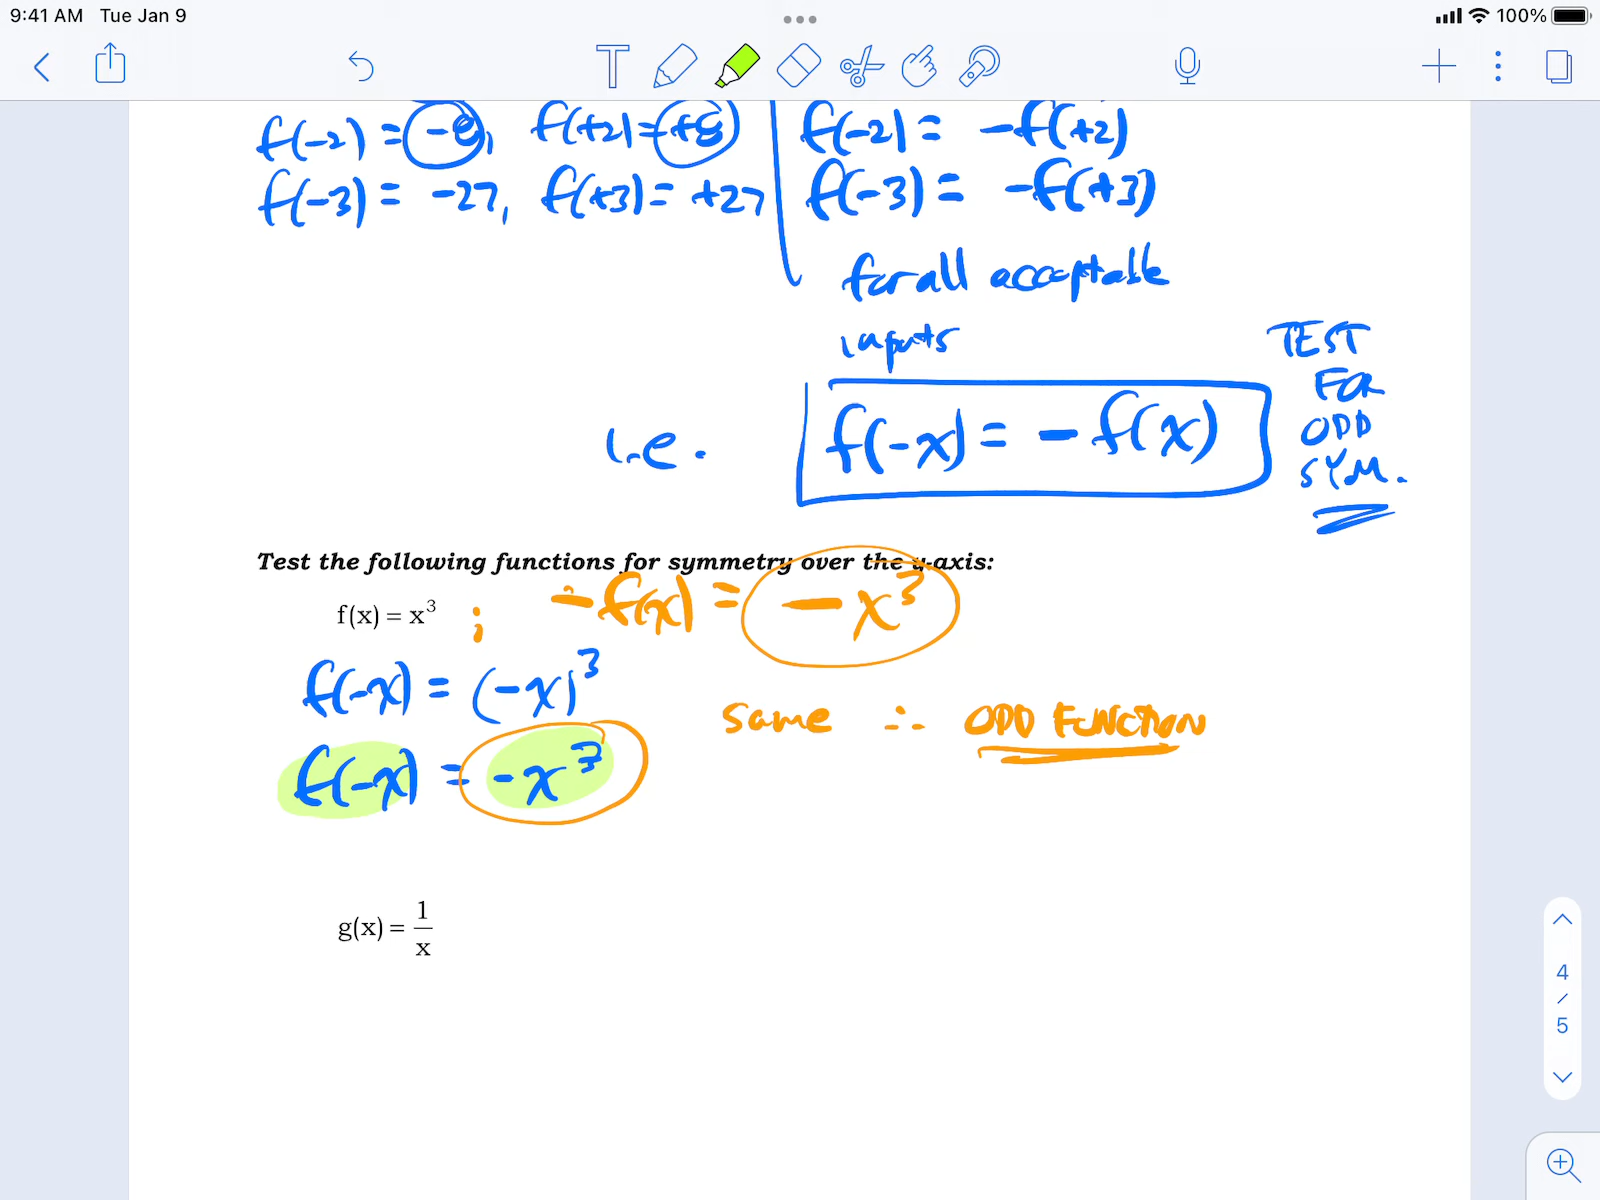 9:41 AM Tue Jan 9
100%
f(-2) = -8, f(+2) = +8 f(-2) = -f(+2)
f(-3) = -27, f(+3) = +27 f(-3) = -f(+3)
for all acceptable
inputs
TEST
FOR
ODD
SYM.
i.e. f(-x) = -f(x)
Test the following functions for symmetry over the y-axis:
f(x) = x³ ; -f(x) = -x³
f(-x) = (-x)³
same ∴ ODD FUNCTION
f(-x) = -x³
g(x) = 1/x
4
/
5